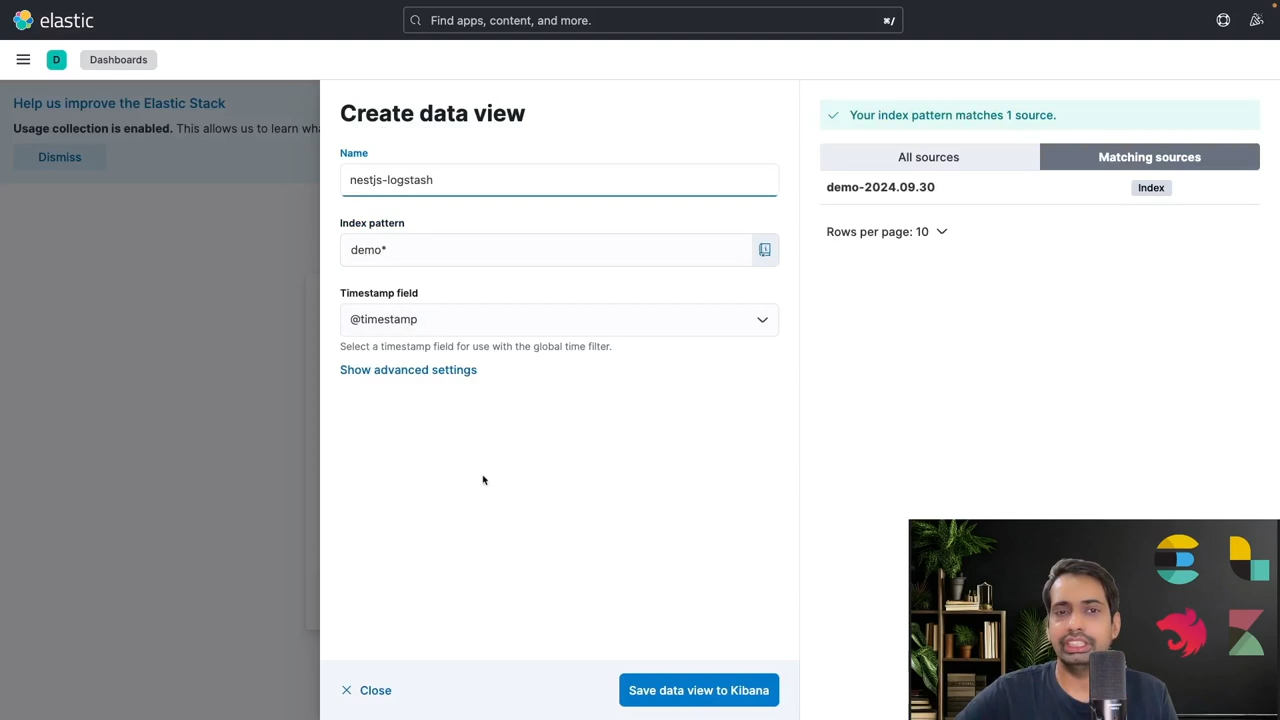 elastic
Find apps, content, and more.
⌘/
D
Dashboards
Help us improve the Elastic Stack
Usage collection is enabled. This allows us to learn wha
Dismiss
Create data view
Name
nestjs-logstash
Index pattern
demo*
Timestamp field
@timestamp
Select a timestamp field for use with the global time filter.
Show advanced settings
Close
Save data view to Kibana
Your index pattern matches 1 source.
All sources
Matching sources
demo-2024.09.30
Index
Rows per page: 10